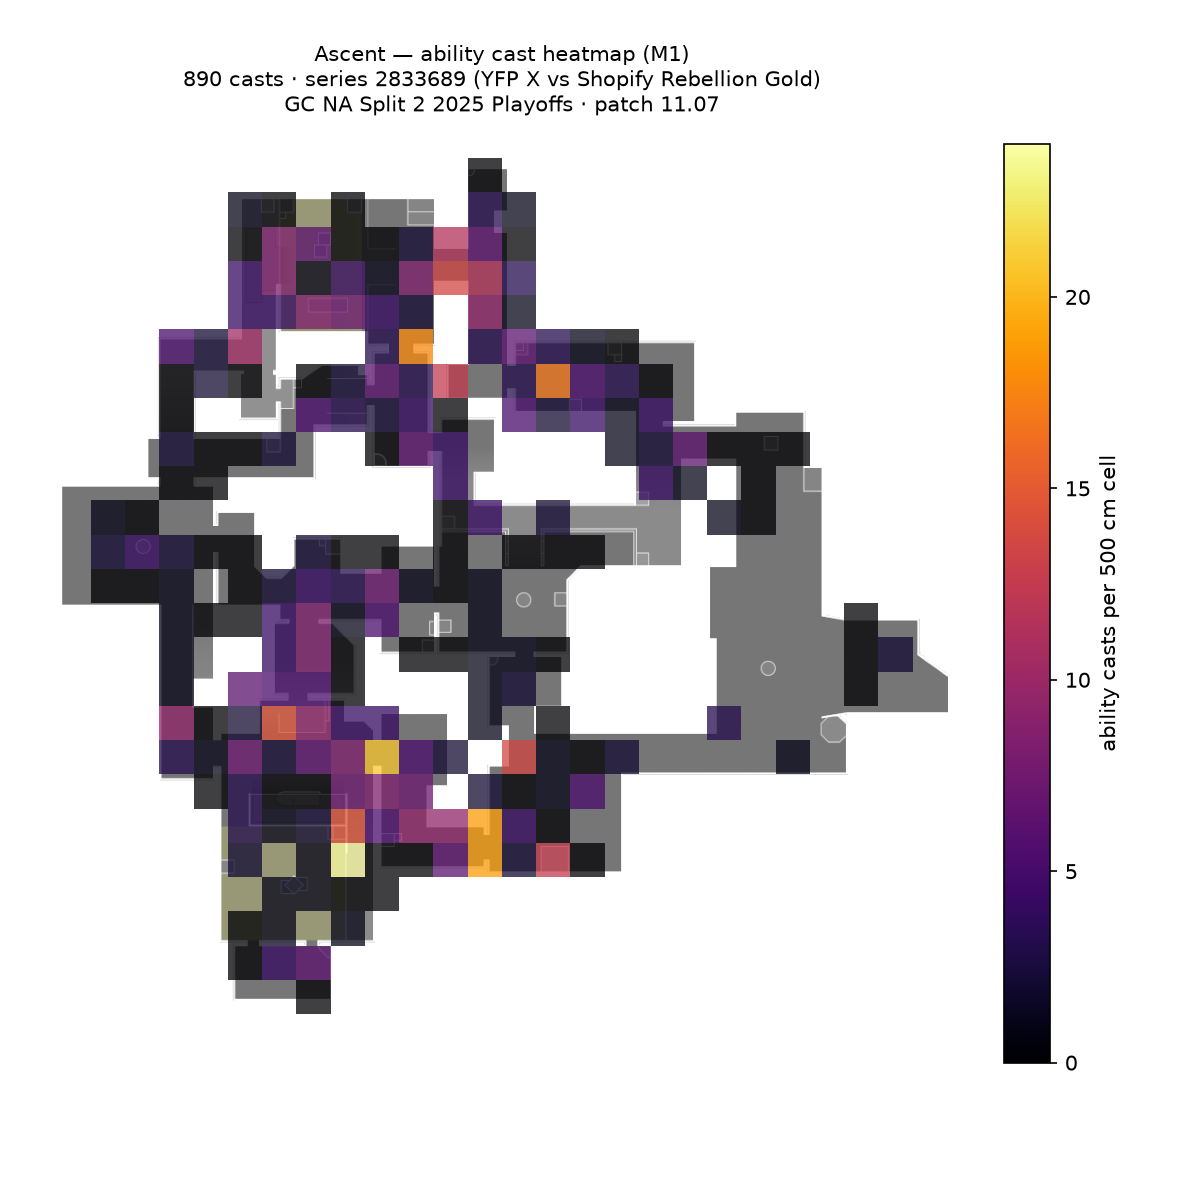 Ascent — ability cast heatmap (M1)
890 casts · series 2833689 (YFP X vs Shopify Rebellion Gold)
GC NA Split 2 2025 Playoffs · patch 11.07
20
15
10
5
0
ability casts per 500 cm cell